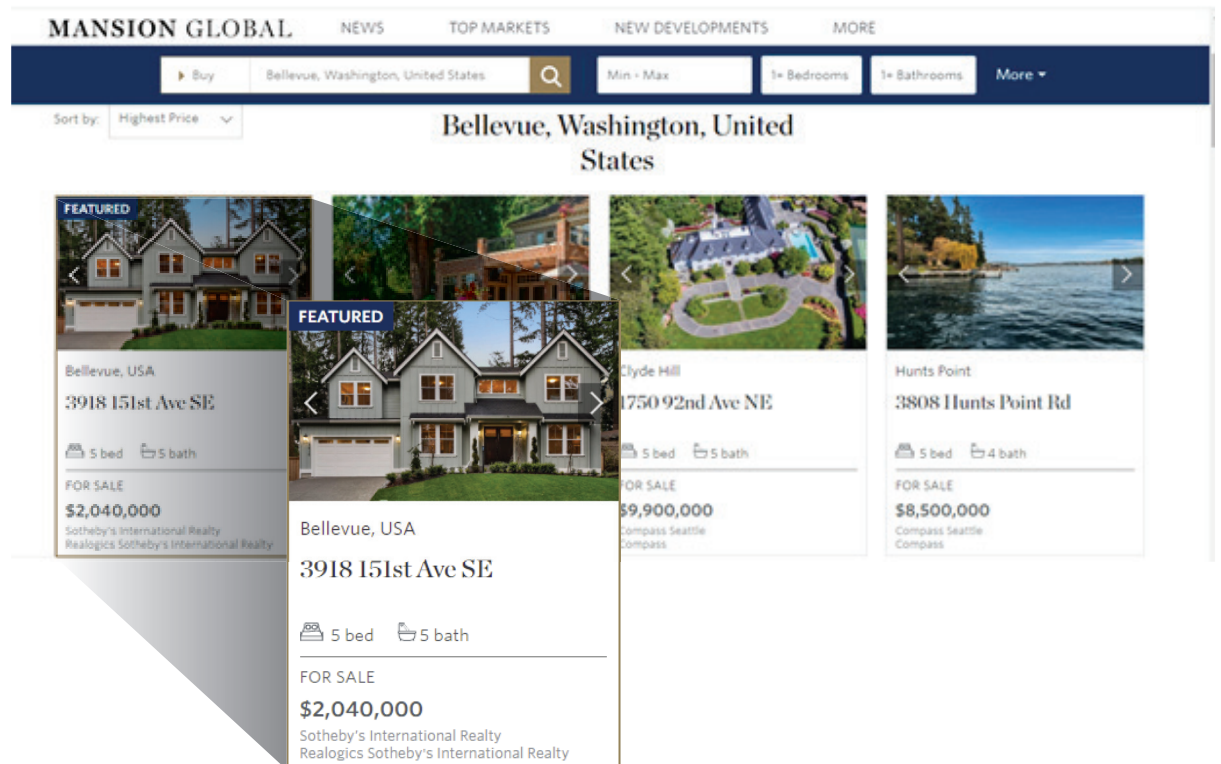 MANSION GLOBAL NEWS TOP MARKETS NEW DEVELOPMENTS MORE
Buy Bellevue, Washington, United States Min - Max 1+ Bedrooms 1+ Bathrooms More
Sort by: Highest Price
Bellevue, Washington, United
States
FEATURED
Bellevue, USA
3918 151st Ave SE
5 bed 5 bath
FOR SALE
$2,040,000
Sotheby's International Realty
Realogics Sotheby's International Realty
FEATURED
Bellevue, USA
3918 151st Ave SE
5 bed 5 bath
FOR SALE
$2,040,000
Sotheby's International Realty
Realogics Sotheby's International Realty
Clyde Hill
1750 92nd Ave NE
5 bed 5 bath
FOR SALE
$9,900,000
Compass Seattle
Compass
Hunts Point
3808 Hunts Point Rd
5 bed 4 bath
FOR SALE
$8,500,000
Compass Seattle
Compass